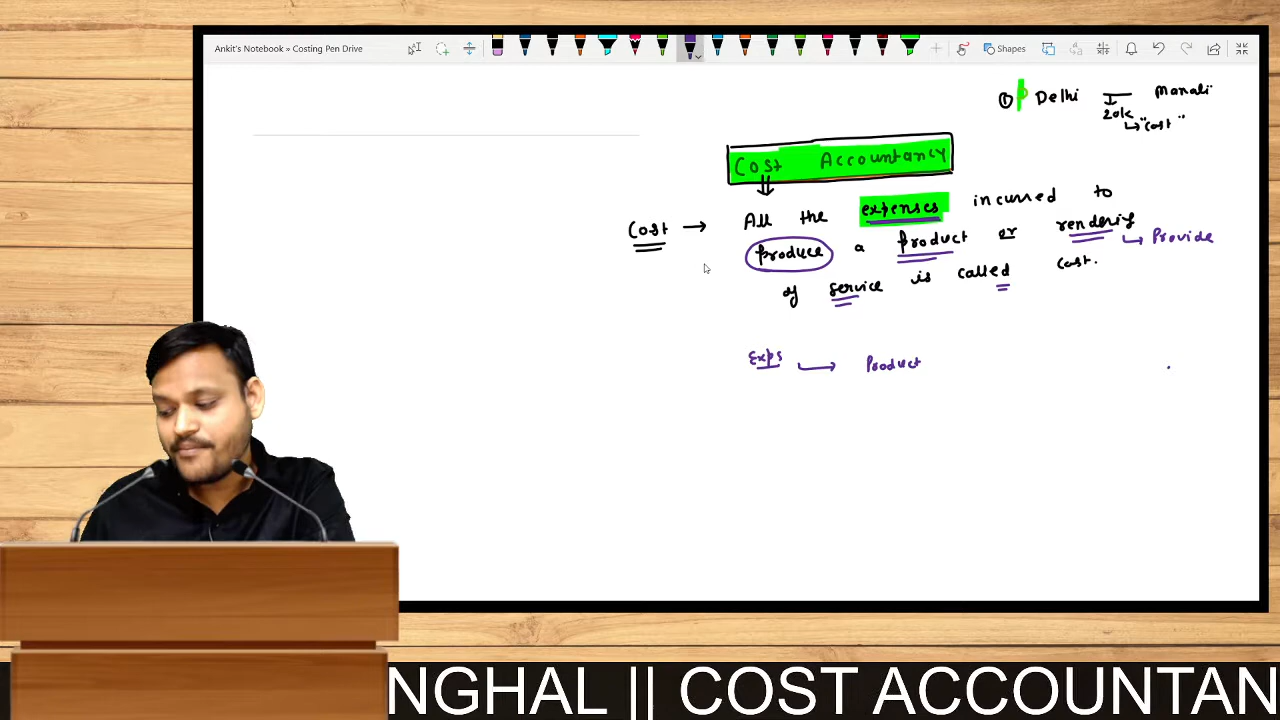 Ankit's Notebook » Costing Pen Drive
Shapes
① Delhi — Manali
20k
↳ "Cost"
Cost Accountancy
Cost → All the expenses incurred to
produce a product or rendering
↳ Provide
of service is called cost.
Exps → Product
NGHAL || COST ACCOUNTAN